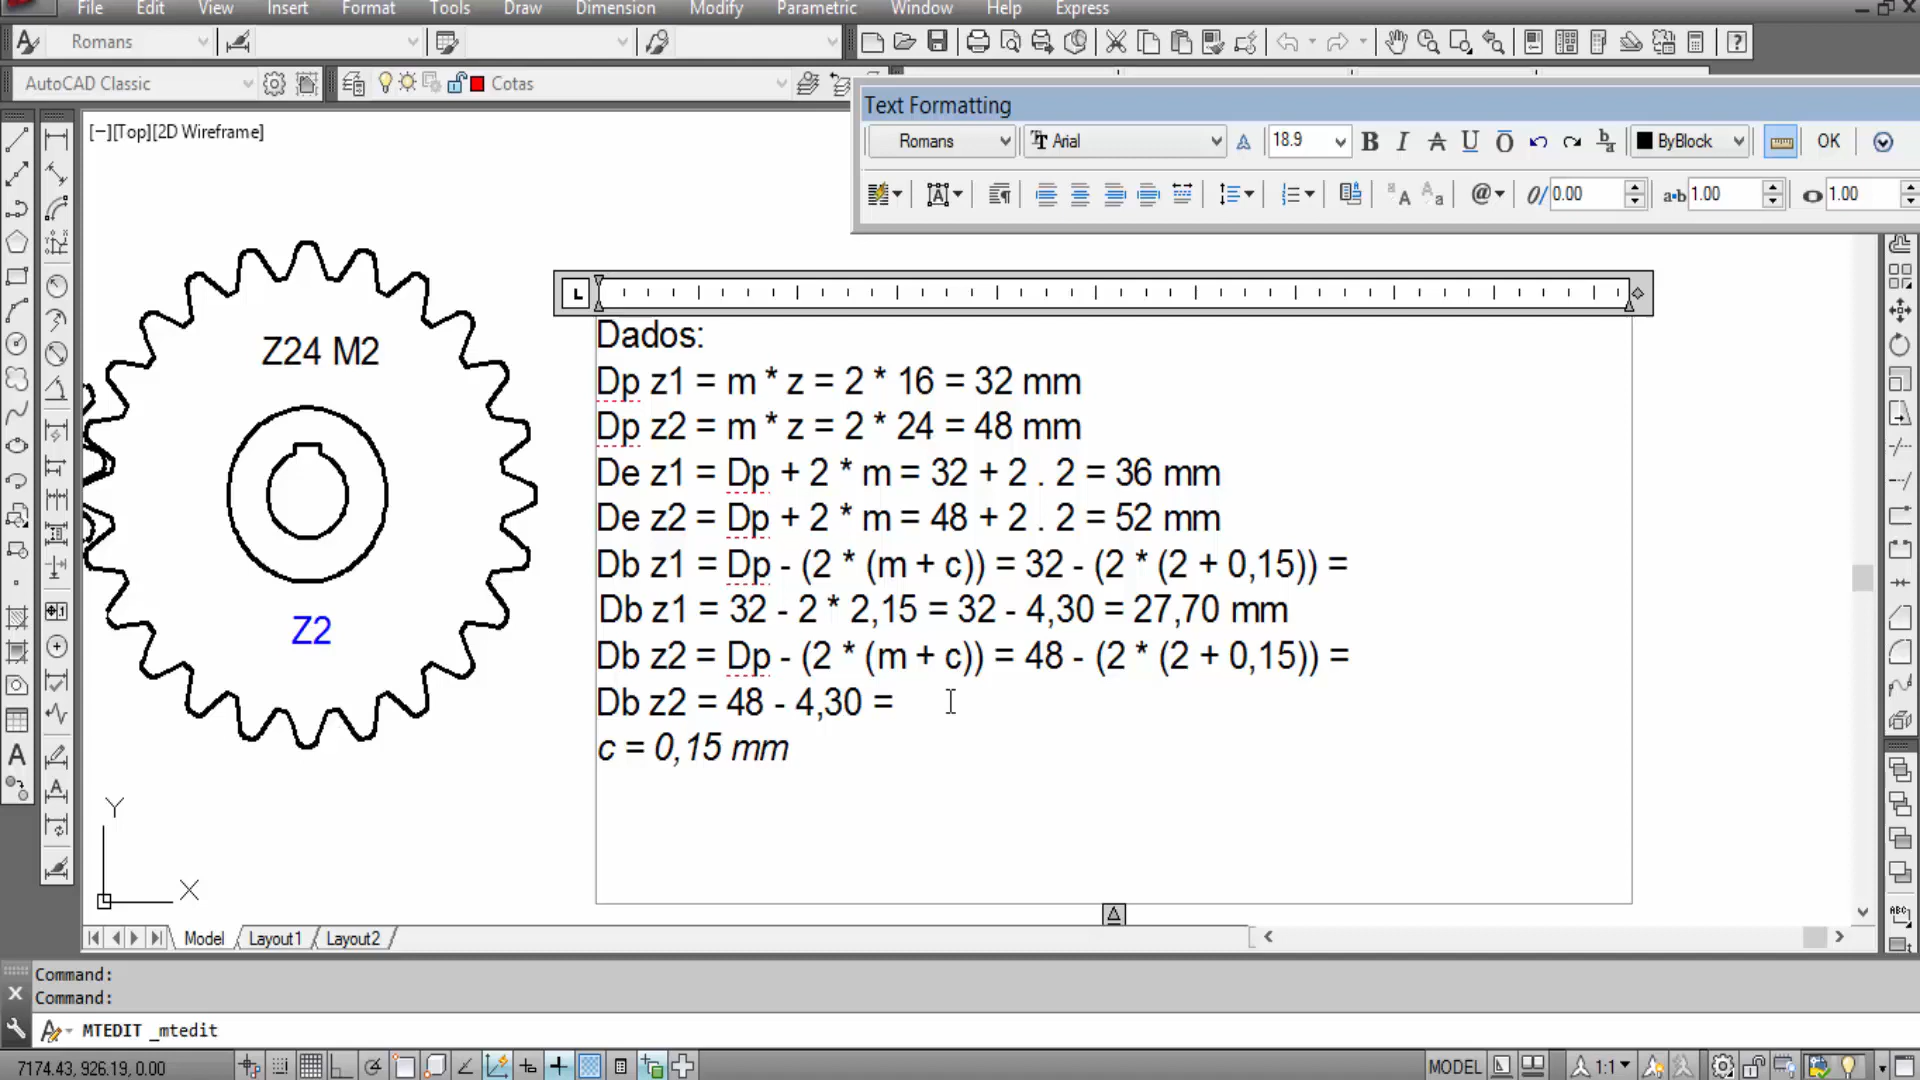 File Edit View Insert Format Tools Draw Dimension Modify Parametric Window Help Express
Romans
AutoCAD Classic
Cotas
Text Formatting
Romans Arial 18.9 B I A U O ByBlock OK
@ 0/ 0.00 a•b 1.00 1.00
[−][Top][2D Wireframe]
Z24 M2
Z2
Dados:
Dp z1 = m * z = 2 * 16 = 32 mm
Dp z2 = m * z = 2 * 24 = 48 mm
De z1 = Dp + 2 * m = 32 + 2 . 2 = 36 mm
De z2 = Dp + 2 * m = 48 + 2 . 2 = 52 mm
Db z1 = Dp - (2 * (m + c)) = 32 - (2 * (2 + 0,15)) =
Db z1 = 32 - 2 * 2,15 = 32 - 4,30 = 27,70 mm
Db z2 = Dp - (2 * (m + c)) = 48 - (2 * (2 + 0,15)) =
Db z2 = 48 - 4,30 =
c = 0,15 mm
Y
X
Model Layout1 Layout2
Command:
Command:
MTEDIT _mtedit
7174.43, 926.19, 0.00
MODEL 1:1